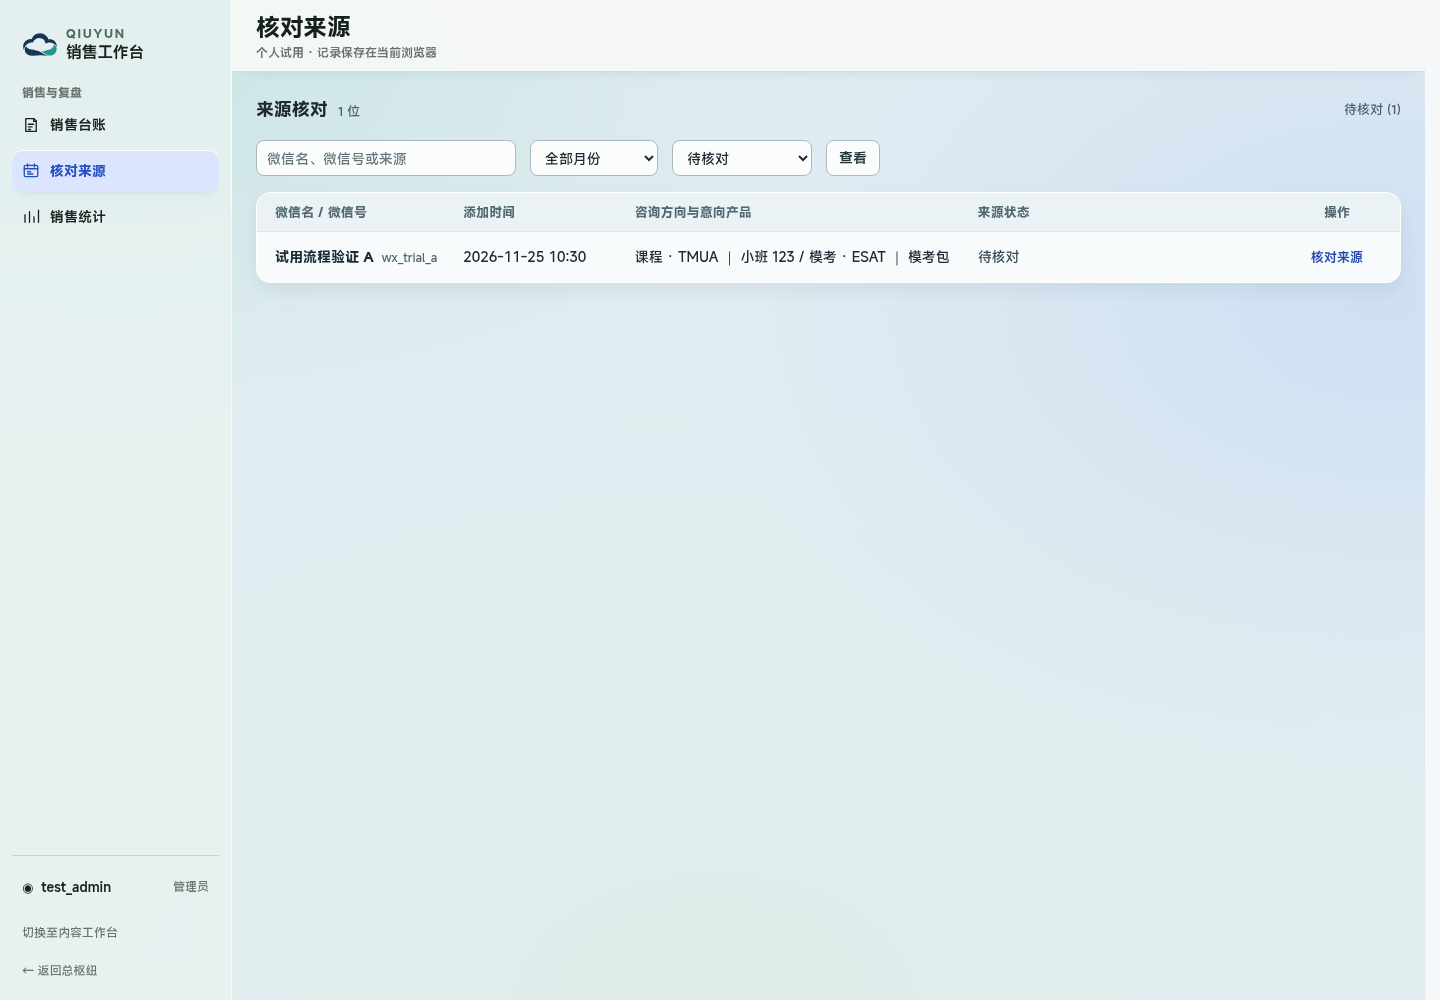 QIUYUN
销售工作台
销售与复盘
销售台账
核对来源
销售统计
test_admin 管理员
切换至内容工作台
← 返回总枢纽
核对来源
个人试用 · 记录保存在当前浏览器
来源核对 1 位 待核对 (1)
微信名、微信号或来源 全部月份 待核对 查看
微信名 / 微信号 添加时间 咨询方向与意向产品 来源状态 操作
试用流程验证 A wx_trial_a 2026-11-25 10:30 课程 · TMUA ｜ 小班 123 / 模考 · ESAT ｜ 模考包 待核对 核对来源